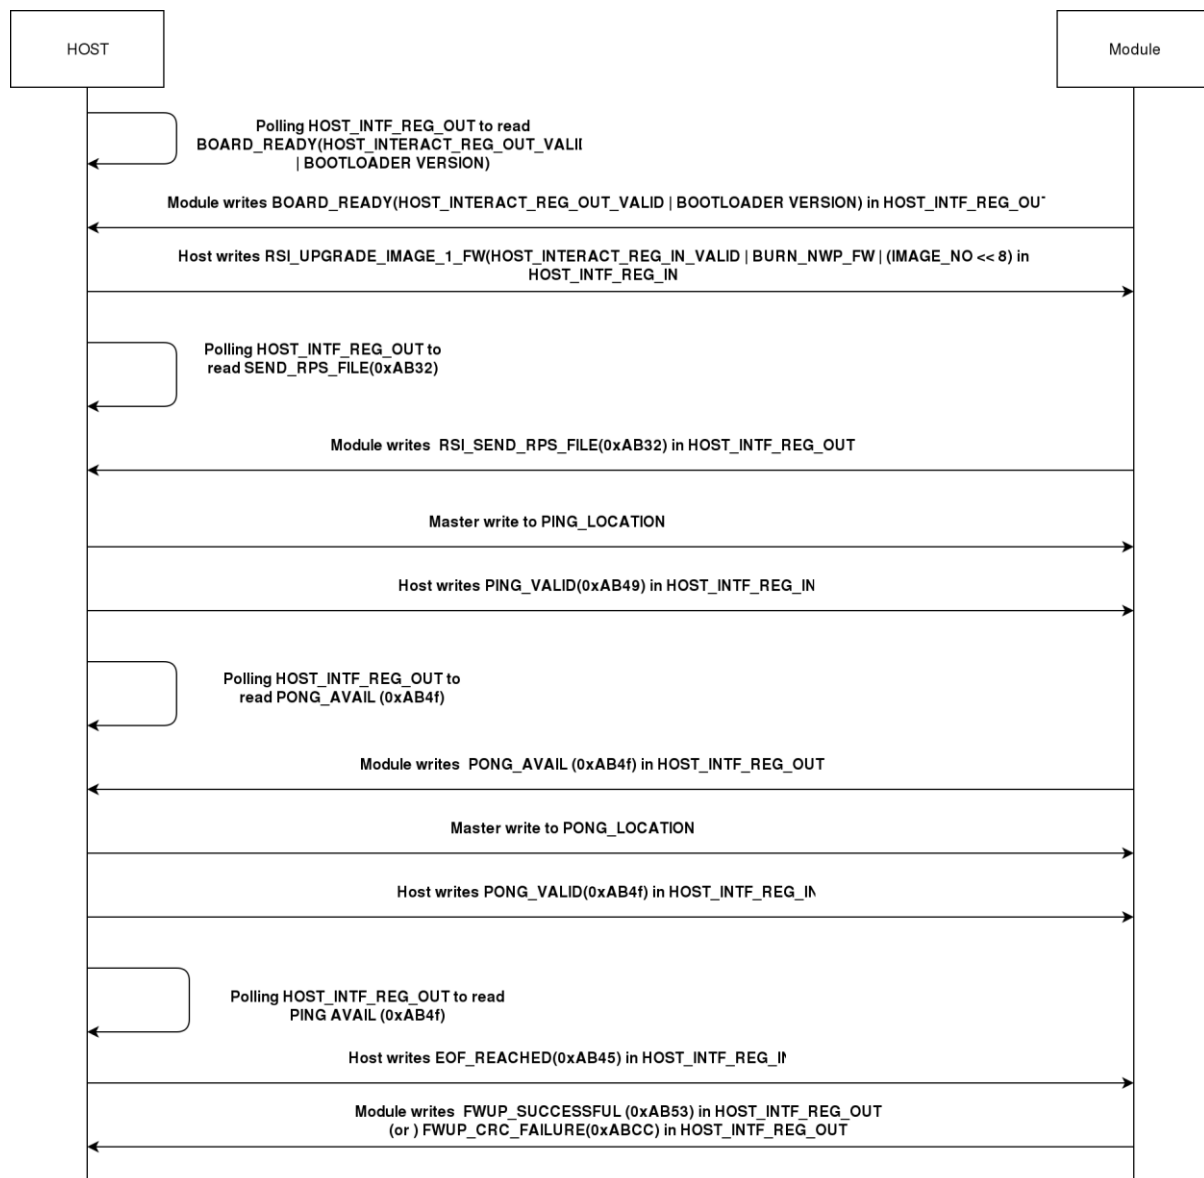 HOST
Module
Polling HOST_INTF_REG_OUT to read
BOARD_READY(HOST_INTERACT_REG_OUT_VALI
| BOOTLOADER VERSION)
Module writes BOARD_READY(HOST_INTERACT_REG_OUT_VALID | BOOTLOADER VERSION) in HOST_INTF_REG_OU
Host writes RSI_UPGRADE_IMAGE_1_FW(HOST_INTERACT_REG_IN_VALID | BURN_NWP_FW | (IMAGE_NO << 8) in
HOST_INTF_REG_IN
Polling HOST_INTF_REG_OUT to
read SEND_RPS_FILE(0xAB32)
Module writes  RSI_SEND_RPS_FILE(0xAB32) in HOST_INTF_REG_OUT
Master write to PING_LOCATION
Host writes PING_VALID(0xAB49) in HOST_INTF_REG_IN
Polling HOST_INTF_REG_OUT to
read PONG_AVAIL (0xAB4f)
Module writes  PONG_AVAIL (0xAB4f) in HOST_INTF_REG_OUT
Master write to PONG_LOCATION
Host writes PONG_VALID(0xAB4f) in HOST_INTF_REG_IN
Polling HOST_INTF_REG_OUT to read
PING AVAIL (0xAB4f)
Host writes EOF_REACHED(0xAB45) in HOST_INTF_REG_IN
Module writes  FWUP_SUCCESSFUL (0xAB53) in HOST_INTF_REG_OUT
(or ) FWUP_CRC_FAILURE(0xABCC) in HOST_INTF_REG_OUT